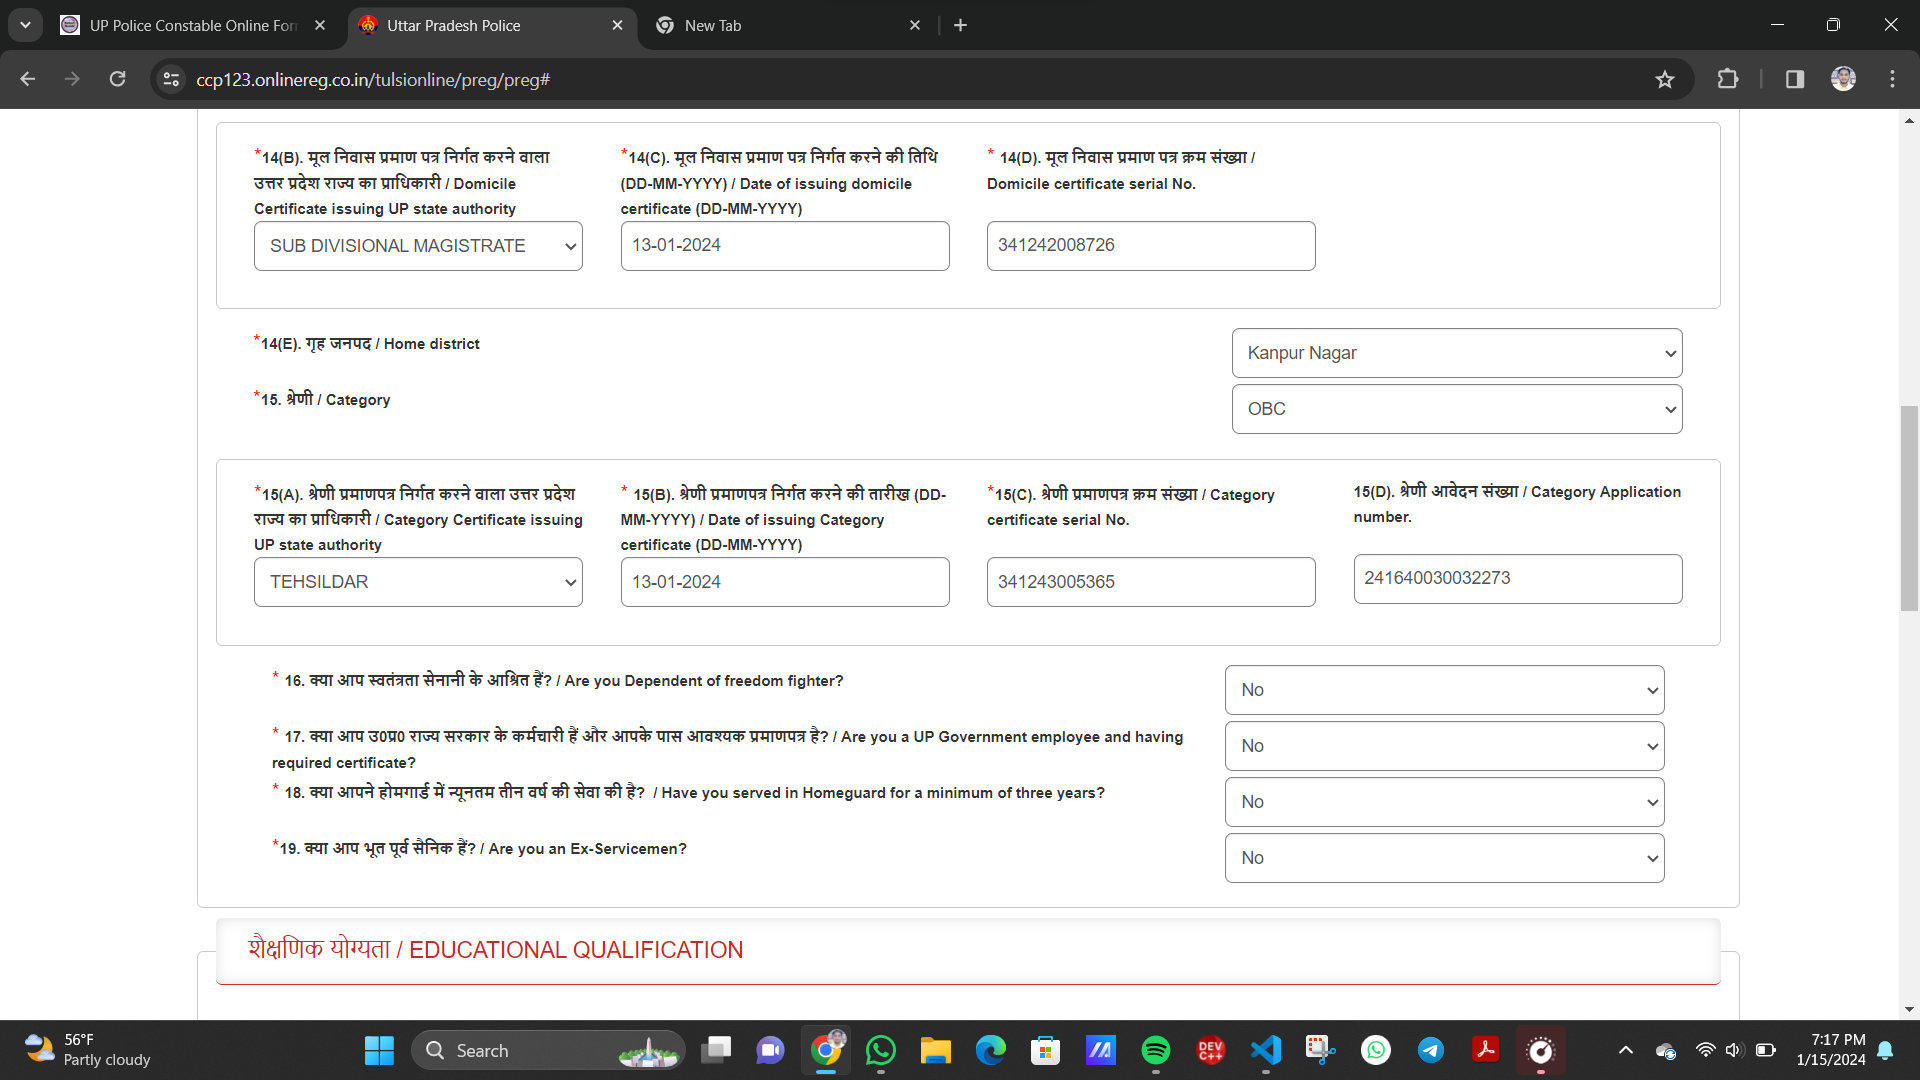 UP Police Constable Online For
Uttar Pradesh Police
New Tab
ccp123.onlinereg.co.in/tulsionline/preg/preg#
*14(B). मूल निवास प्रमाण पत्र निर्गत करने वाला
उत्तर प्रदेश राज्य का प्राधिकारी / Domicile
Certificate issuing UP state authority
SUB DIVISIONAL MAGISTRATE
*14(C). मूल निवास प्रमाण पत्र निर्गत करने की तिथि
(DD-MM-YYYY) / Date of issuing domicile
certificate (DD-MM-YYYY)
13-01-2024
* 14(D). मूल निवास प्रमाण पत्र क्रम संख्या /
Domicile certificate serial No.
341242008726
*14(E). गृह जनपद / Home district
Kanpur Nagar
*15. श्रेणी / Category
OBC
*15(A). श्रेणी प्रमाणपत्र निर्गत करने वाला उत्तर प्रदेश
राज्य का प्राधिकारी / Category Certificate issuing
UP state authority
TEHSILDAR
* 15(B). श्रेणी प्रमाणपत्र निर्गत करने की तारीख (DD-
MM-YYYY) / Date of issuing Category
certificate (DD-MM-YYYY)
13-01-2024
*15(C). श्रेणी प्रमाणपत्र क्रम संख्या / Category
certificate serial No.
341243005365
15(D). श्रेणी आवेदन संख्या / Category Application
number.
241640030032273
* 16. क्या आप स्वतंत्रता सेनानी के आश्रित हैं? / Are you Dependent of freedom fighter?
No
* 17. क्या आप उ0प्र0 राज्य सरकार के कर्मचारी हैं और आपके पास आवश्यक प्रमाणपत्र है? / Are you a UP Government employee and having
required certificate?
No
* 18. क्या आपने होमगार्ड में न्यूनतम तीन वर्ष की सेवा की है? / Have you served in Homeguard for a minimum of three years?
No
*19. क्या आप भूत पूर्व सैनिक हैं? / Are you an Ex-Servicemen?
No
शैक्षणिक योग्यता / EDUCATIONAL QUALIFICATION
56°F
Partly cloudy
Search
DEV
C++
7:17 PM
1/15/2024